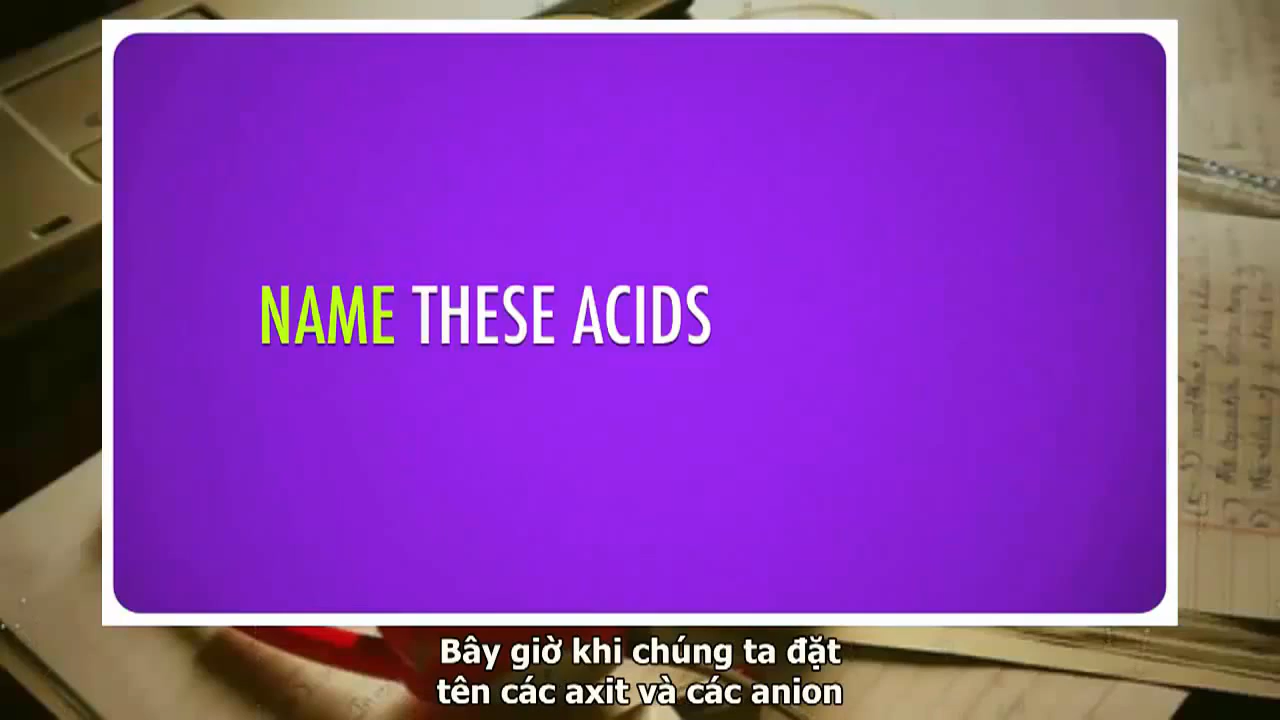 NAME THESE ACIDS
Bây giờ khi chúng ta đặt
tên các axit và các anion